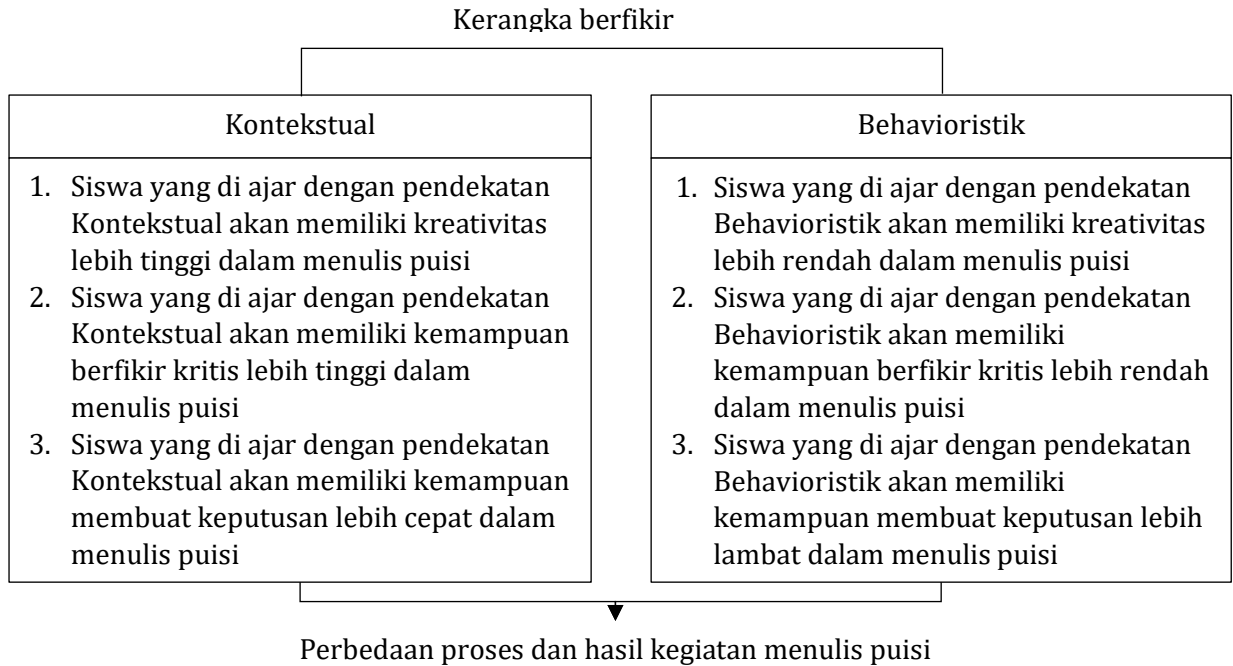 Kerangka berfikir
Kontekstual
1. Siswa yang di ajar dengan pendekatan
Kontekstual akan memiliki kreativitas
lebih tinggi dalam menulis puisi
2. Siswa yang di ajar dengan pendekatan
Kontekstual akan memiliki kemampuan
berfikir kritis lebih tinggi dalam
menulis puisi
3. Siswa yang di ajar dengan pendekatan
Kontekstual akan memiliki kemampuan
membuat keputusan lebih cepat dalam
menulis puisi
Behavioristik
1. Siswa yang di ajar dengan pendekatan
Behavioristik akan memiliki kreativitas
lebih rendah dalam menulis puisi
2. Siswa yang di ajar dengan pendekatan
Behavioristik akan memiliki
kemampuan berfikir kritis lebih rendah
dalam menulis puisi
3. Siswa yang di ajar dengan pendekatan
Behavioristik akan memiliki
kemampuan membuat keputusan lebih
lambat dalam menulis puisi
Perbedaan proses dan hasil kegiatan menulis puisi